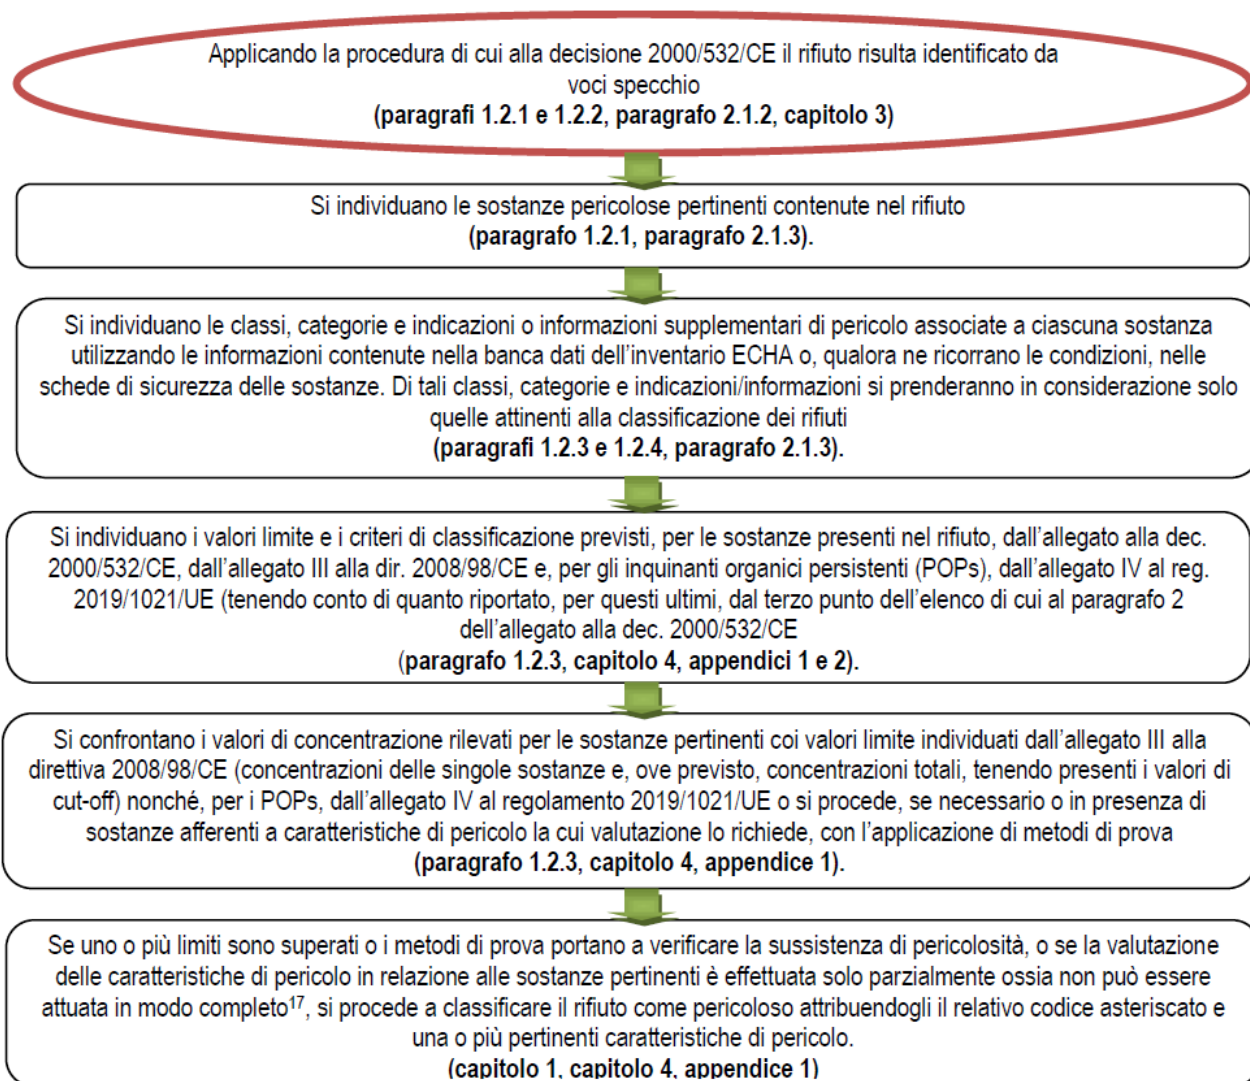 Applicando la procedura di cui alla decisione 2000/532/CE il rifiuto risulta identificato da
voci specchio
(paragrafi 1.2.1 e 1.2.2, paragrafo 2.1.2, capitolo 3)
Si individuano le sostanze pericolose pertinenti contenute nel rifiuto
(paragrafo 1.2.1, paragrafo 2.1.3).
Si individuano le classi, categorie e indicazioni o informazioni supplementari di pericolo associate a ciascuna sostanza
utilizzando le informazioni contenute nella banca dati dell'inventario ECHA o, qualora ne ricorrano le condizioni, nelle
schede di sicurezza delle sostanze. Di tali classi, categorie e indicazioni/informazioni si prenderanno in considerazione solo
quelle attinenti alla classificazione dei rifiuti
(paragrafi 1.2.3 e 1.2.4, paragrafo 2.1.3).
Si individuano i valori limite e i criteri di classificazione previsti, per le sostanze presenti nel rifiuto, dall'allegato alla dec.
2000/532/CE, dall'allegato III alla dir. 2008/98/CE e, per gli inquinanti organici persistenti (POPs), dall'allegato IV al reg.
2019/1021/UE (tenendo conto di quanto riportato, per questi ultimi, dal terzo punto dell'elenco di cui al paragrafo 2
dell'allegato alla dec. 2000/532/CE
(paragrafo 1.2.3, capitolo 4, appendici 1 e 2).
Si confrontano i valori di concentrazione rilevati per le sostanze pertinenti coi valori limite individuati dall'allegato III alla
direttiva 2008/98/CE (concentrazioni delle singole sostanze e, ove previsto, concentrazioni totali, tenendo presenti i valori di
cut-off) nonché, per i POPs, dall'allegato IV al regolamento 2019/1021/UE o si procede, se necessario o in presenza di
sostanze afferenti a caratteristiche di pericolo la cui valutazione lo richiede, con l'applicazione di metodi di prova
(paragrafo 1.2.3, capitolo 4, appendice 1).
Se uno o più limiti sono superati o i metodi di prova portano a verificare la sussistenza di pericolosità, o se la valutazione
delle caratteristiche di pericolo in relazione alle sostanze pertinenti è effettuata solo parzialmente ossia non può essere
attuata in modo completo¹⁷, si procede a classificare il rifiuto come pericoloso attribuendogli il relativo codice asteriscato e
una o più pertinenti caratteristiche di pericolo.
(capitolo 1, capitolo 4, appendice 1)